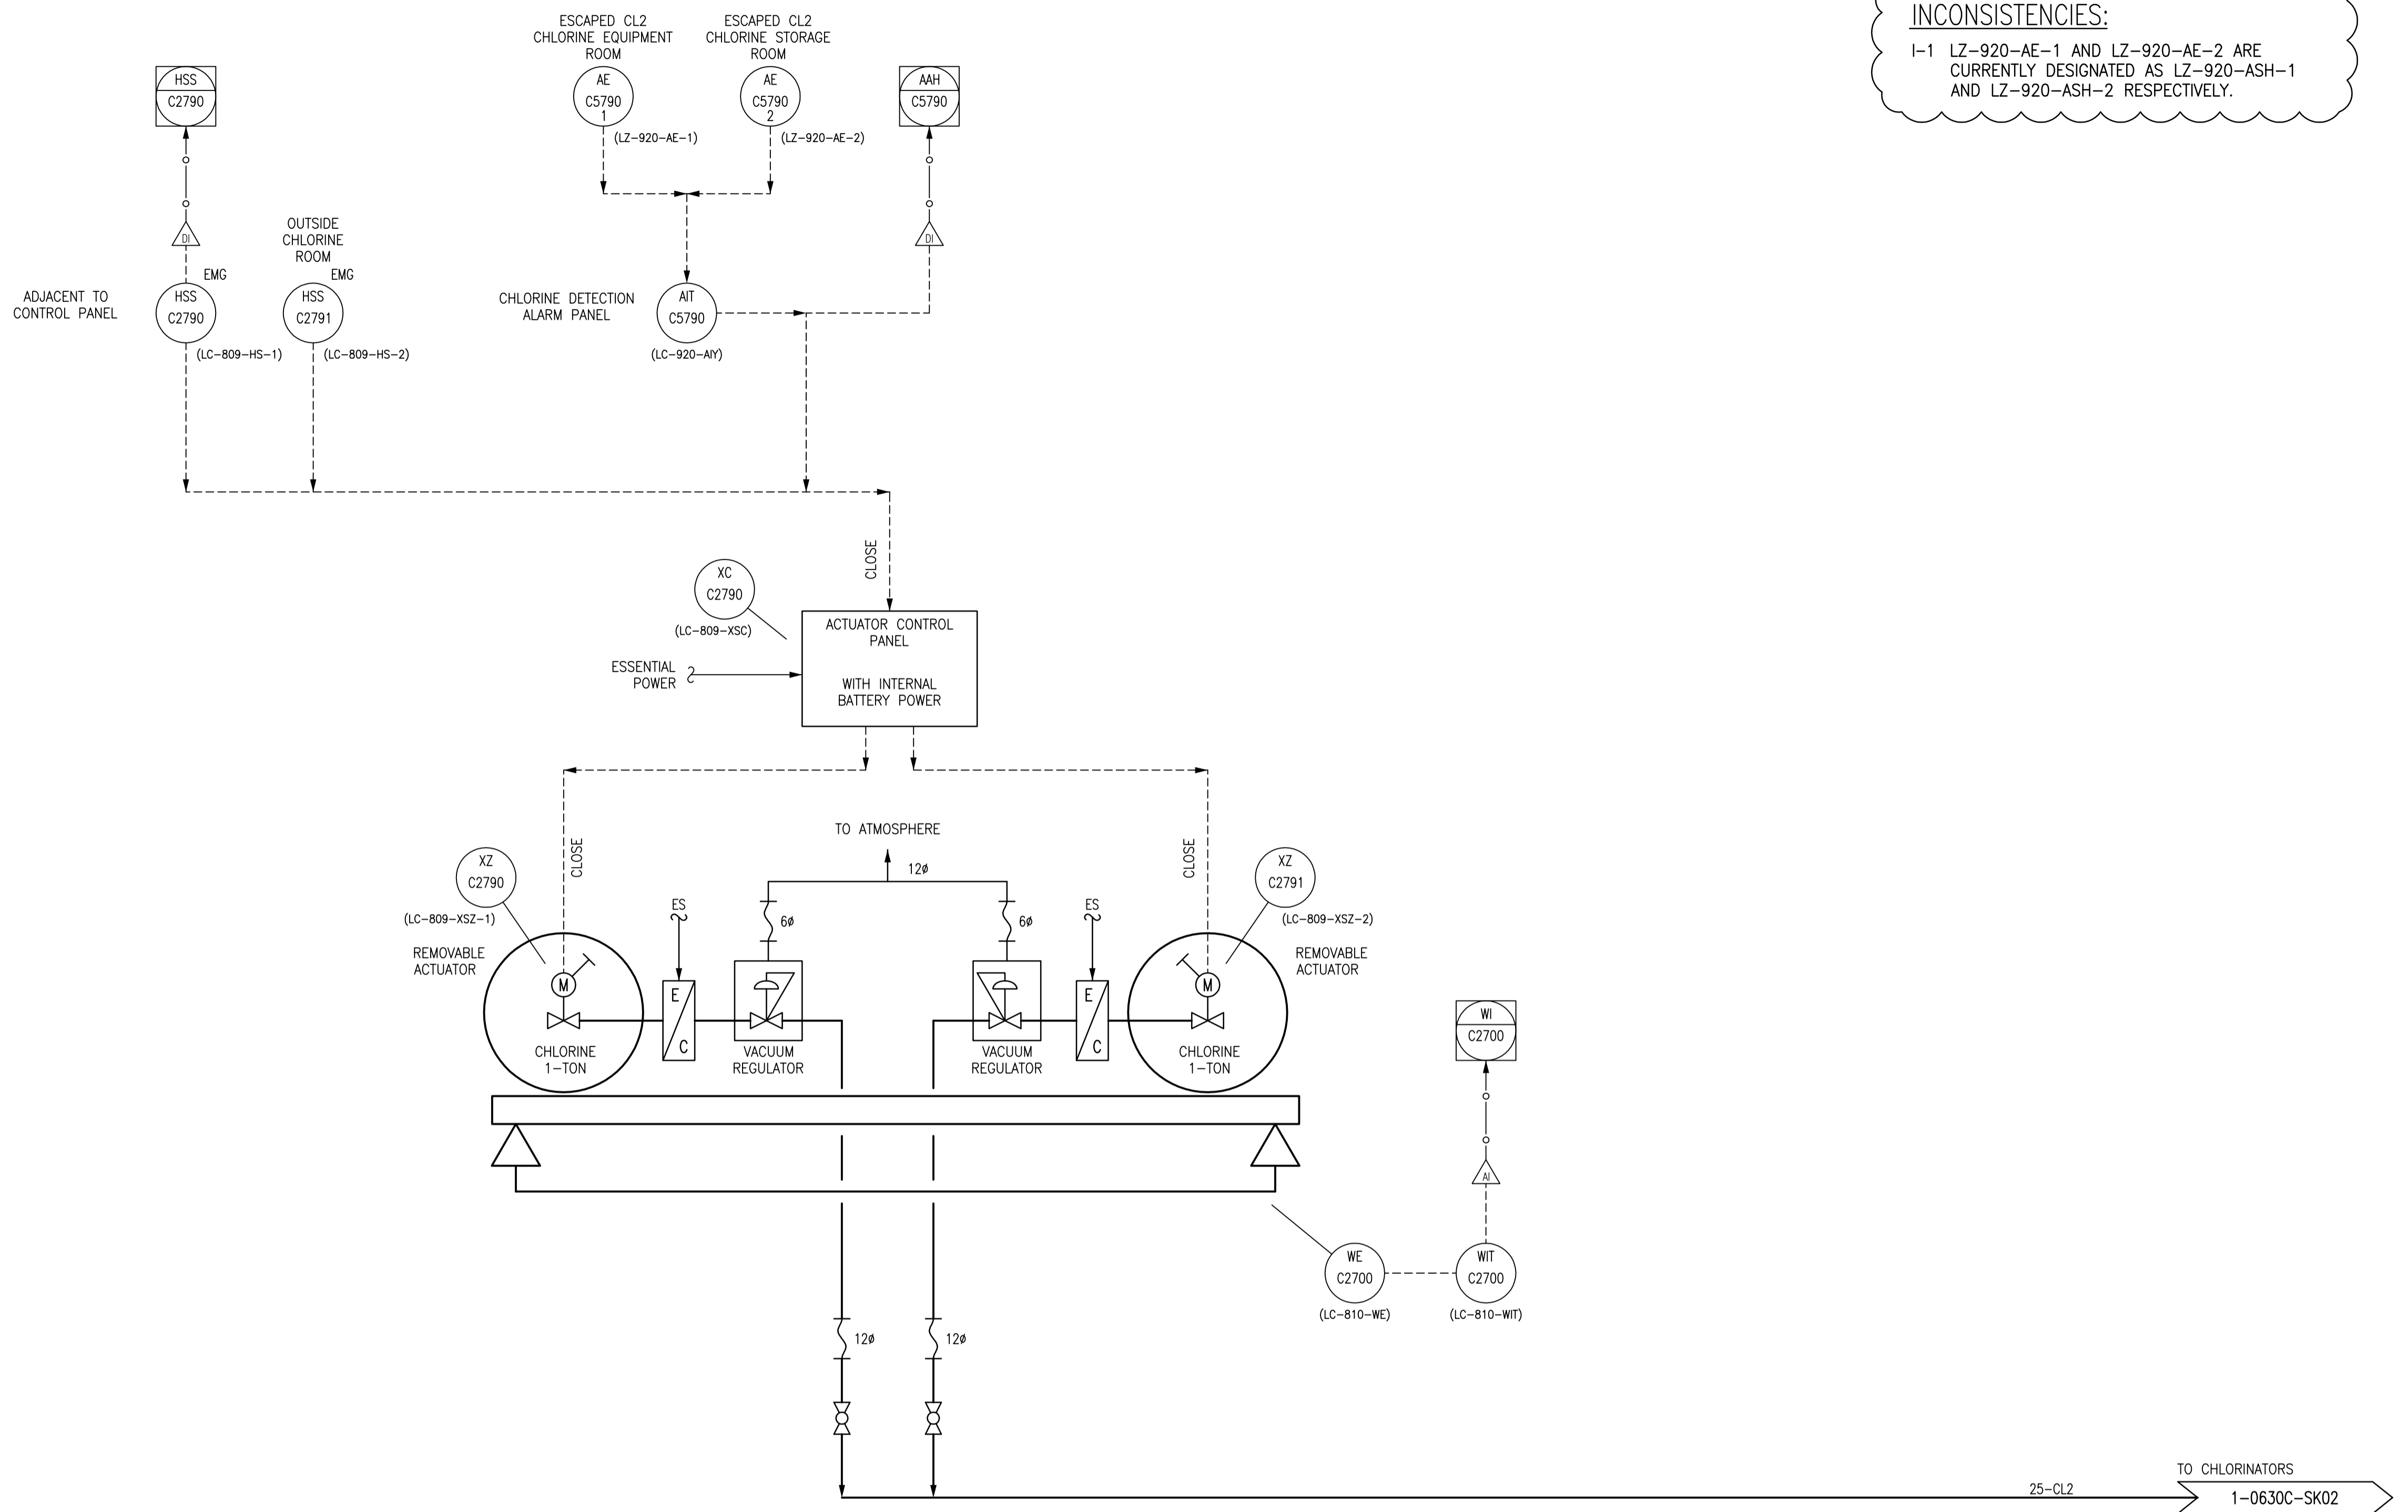 INCONSISTENCIES:
I-1 LZ-920-AE-1 AND LZ-920-AE-2 ARE
CURRENTLY DESIGNATED AS LZ-920-ASH-1
AND LZ-920-ASH-2 RESPECTIVELY.
ESCAPED CL2
CHLORINE EQUIPMENT
ROOM
ESCAPED CL2
CHLORINE STORAGE
ROOM
HSS
C2790
AE
C5790
1
(LZ-920-AE-1)
AE
C5790
2
(LZ-920-AE-2)
AAH
C5790
DI
DI
OUTSIDE
CHLORINE
ROOM
EMG
EMG
ADJACENT TO
CONTROL PANEL
HSS
C2790
(LC-809-HS-1)
HSS
C2791
(LC-809-HS-2)
CHLORINE DETECTION
ALARM PANEL
AIT
C5790
(LC-920-AIY)
CLOSE
XC
C2790
(LC-809-XSC)
ACTUATOR CONTROL
PANEL
WITH INTERNAL
BATTERY POWER
ESSENTIAL
POWER
TO ATMOSPHERE
12ø
CLOSE
CLOSE
XZ
C2790
(LC-809-XSZ-1)
REMOVABLE
ACTUATOR
ES
6ø
6ø
ES
XZ
C2791
(LC-809-XSZ-2)
REMOVABLE
ACTUATOR
M
E
C
E
C
M
CHLORINE
1-TON
VACUUM
REGULATOR
VACUUM
REGULATOR
CHLORINE
1-TON
WI
C2700
AI
WE
C2700
(LC-810-WE)
WIT
C2700
(LC-810-WIT)
12ø
12ø
25-CL2
TO CHLORINATORS
1-0630C-SK02